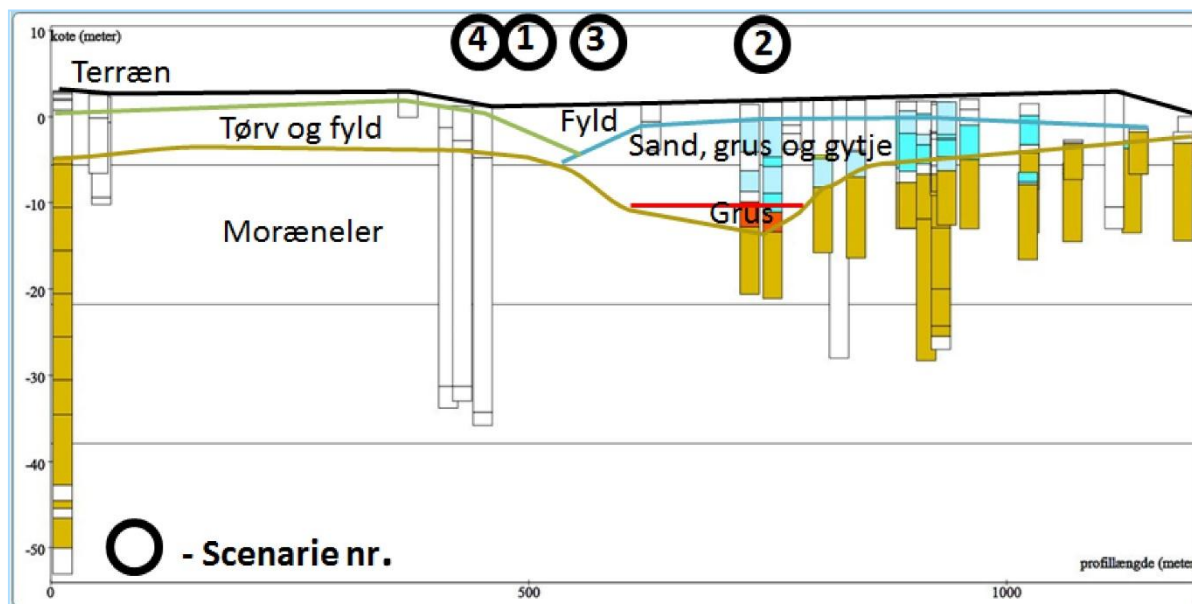 10
kote (meter)
4 1 3 2
Terræn
0
Fyld
Tørv og fyld
Sand, grus og gytje
-10
Grus
Moræneler
-20
-30
-40
-50
- Scenarie nr.
profillængde (meter
0
500
1000